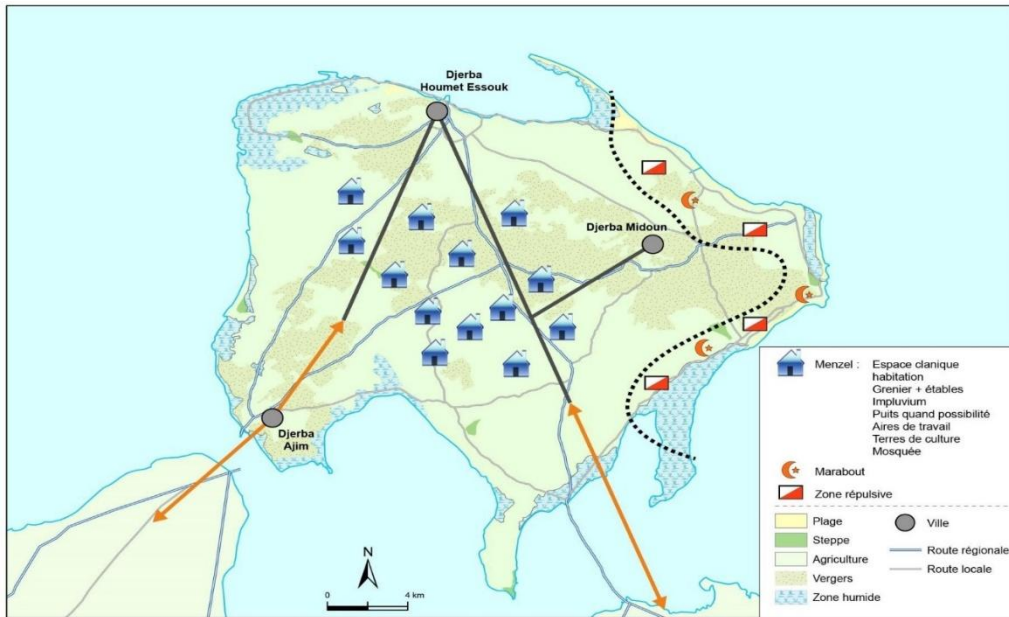 Djerba
Houmet Essouk
Djerba Midoun
Djerba
Ajim
N
0 4 km
Menzel : Espace clanique
habitation
Grenier + étables
Impluvium
Puits quand possibilité
Aires de travail
Terres de culture
Mosquée
Marabout
Zone répulsive
Plage
Steppe
Agriculture
Vergers
Zone humide
Ville
Route régionale
Route locale